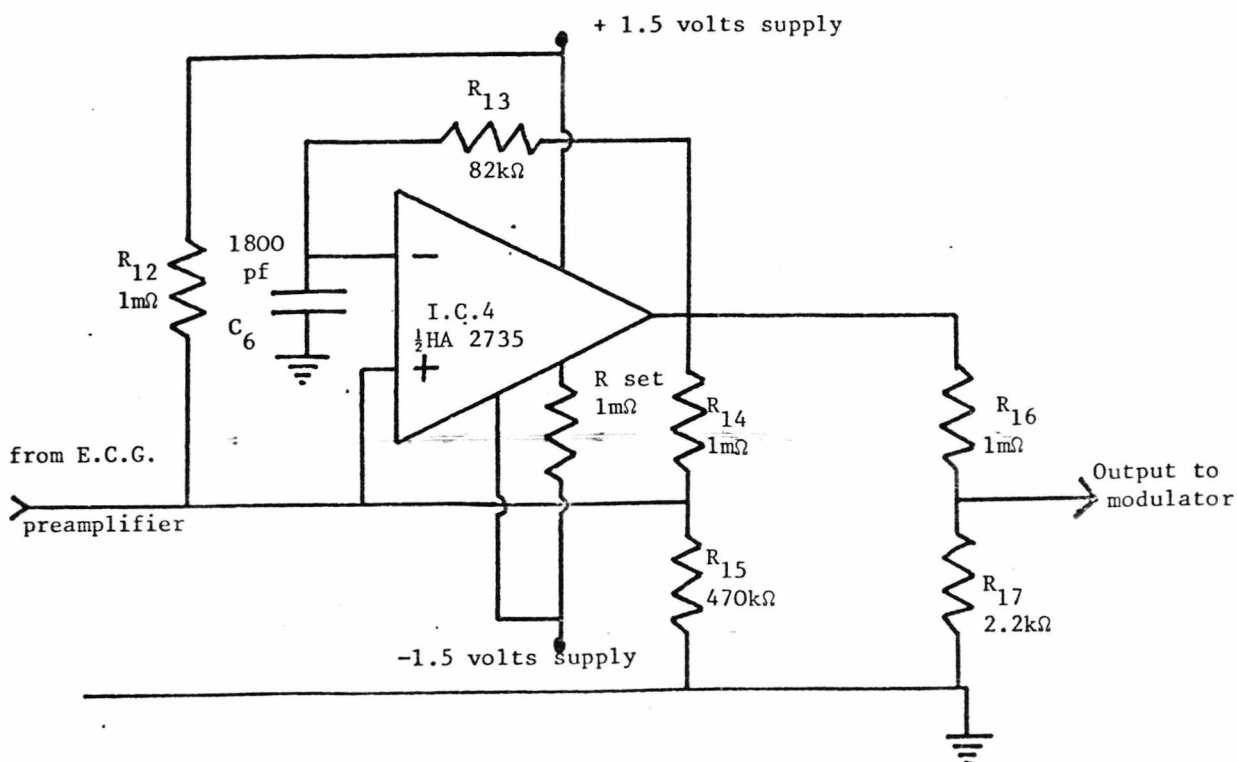 + 1.5 volts supply
R13
82kΩ
R12
1mΩ
1800
pf
C6
−
I.C.4
½HA 2735
+
R set
1mΩ
R14
1mΩ
R16
1mΩ
from E.C.G.
preamplifier
Output to
modulator
R15
470kΩ
R17
2.2kΩ
-1.5 volts supply